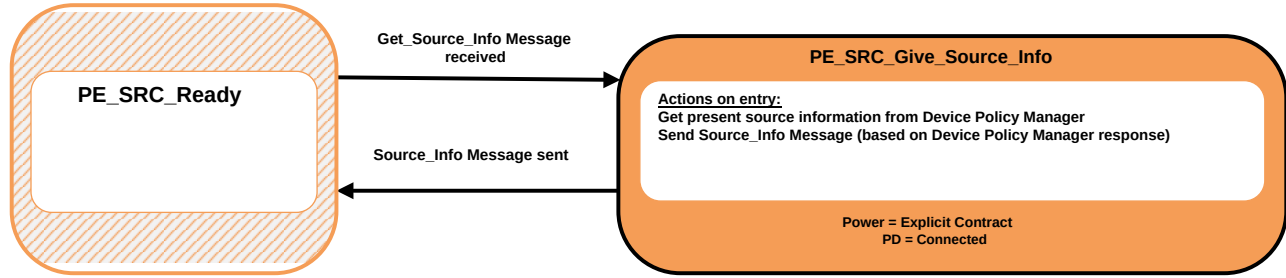 Get_Source_Info Message
received
PE_SRC_Ready
Source_Info Message sent
PE_SRC_Give_Source_Info
Actions on entry:
Get present source information from Device Policy Manager
Send Source_Info Message (based on Device Policy Manager response)
Power = Explicit Contract
PD = Connected